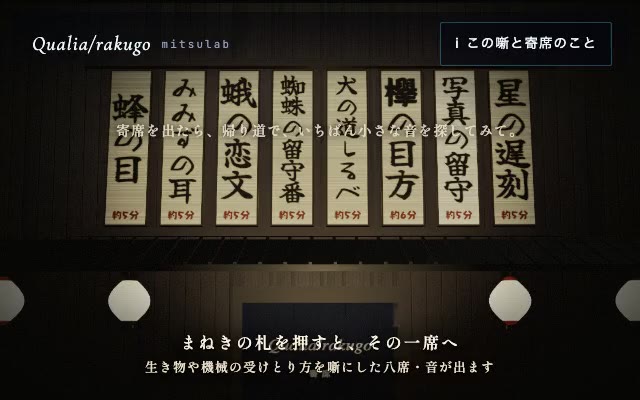 Qualia/rakugo mitsulab
i この噺と寄席のこと
蜂の目
約5分
みみずの耳
約5分
蛾の恋文
約5分
蜘蛛の留守番
約5分
犬の道しるべ
約5分
欅の目方
約6分
写真の留守
約5分
星の遅刻
約5分
寄席を出たら、帰り道で、いちばん小さな音を探してみて。
まねきの札を押すと、その一席へ
生き物や機械の受けとり方を噺にした八席・音が出ます